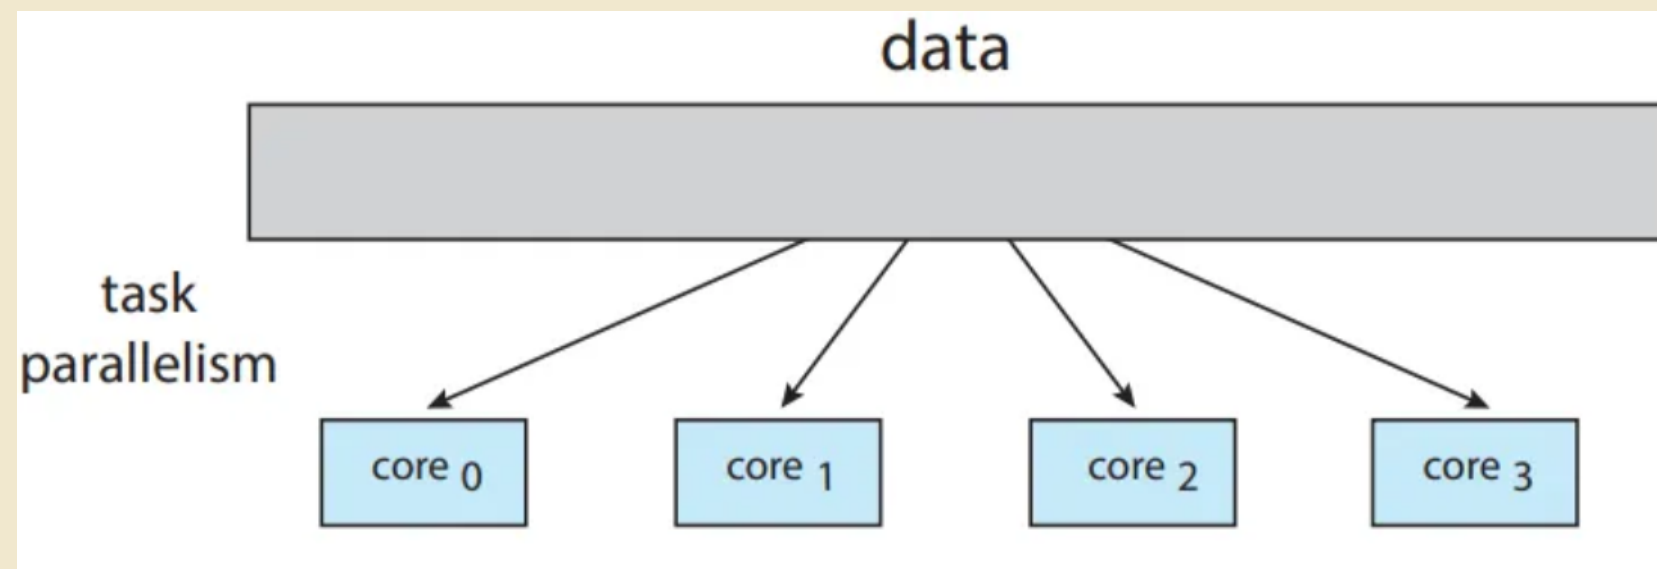 data
task
parallelism
core 0
core 1
core 2
core 3